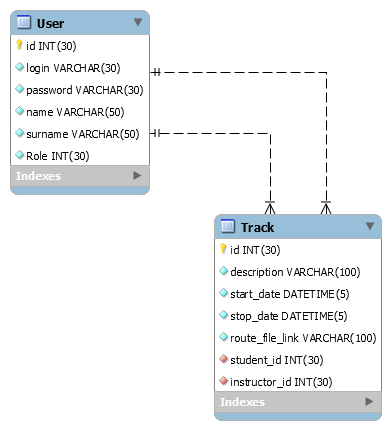 User
id INT(30)
login VARCHAR(30)
password VARCHAR(30)
name VARCHAR(50)
surname VARCHAR(50)
Role INT(30)
Indexes
Track
id INT(30)
description VARCHAR(100)
start_date DATETIME(5)
stop_date DATETIME(5)
route_file_link VARCHAR(100)
student_id INT(30)
instructor_id INT(30)
Indexes